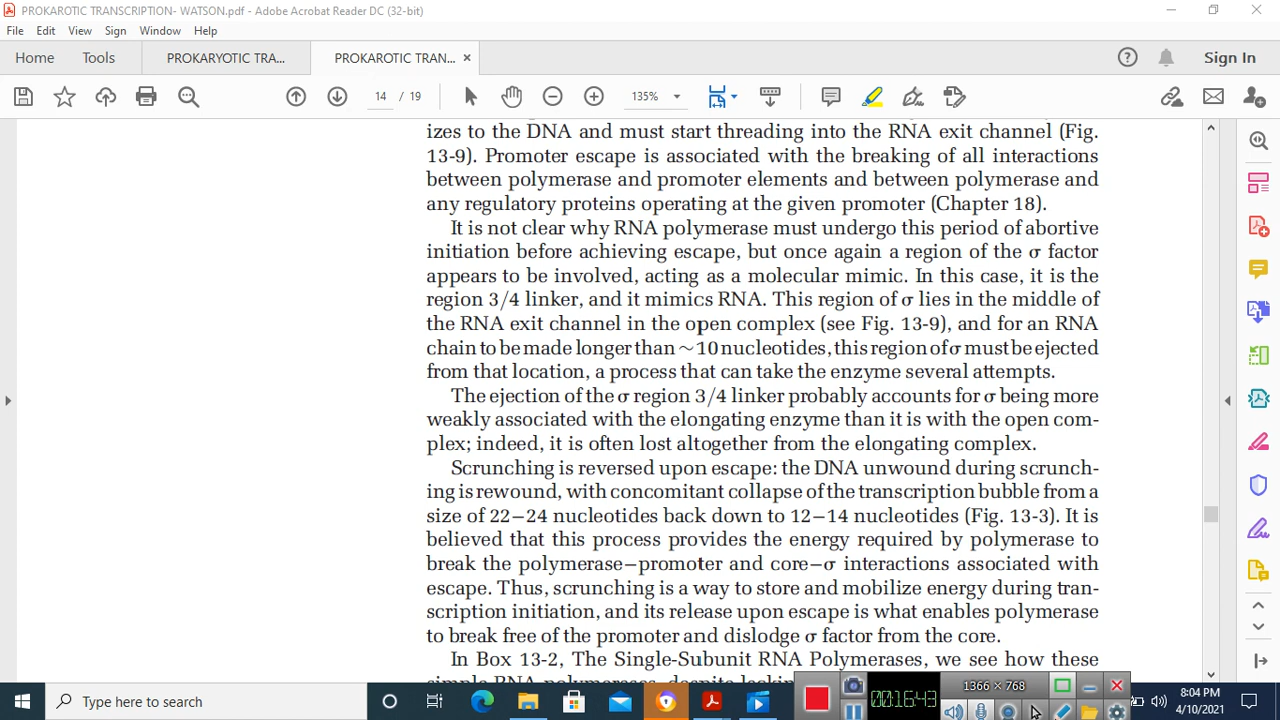 PROKAROTIC TRANSCRIPTION- WATSON.pdf - Adobe Acrobat Reader DC (32-bit)
File Edit View Sign Window Help
Home Tools PROKARYOTIC TRA... PROKAROTIC TRAN... × Sign In
14 / 19 135%
izes to the DNA and must start threading into the RNA exit channel (Fig.
13-9). Promoter escape is associated with the breaking of all interactions
between polymerase and promoter elements and between polymerase and
any regulatory proteins operating at the given promoter (Chapter 18).
It is not clear why RNA polymerase must undergo this period of abortive
initiation before achieving escape, but once again a region of the σ factor
appears to be involved, acting as a molecular mimic. In this case, it is the
region 3/4 linker, and it mimics RNA. This region of σ lies in the middle of
the RNA exit channel in the open complex (see Fig. 13-9), and for an RNA
chain to be made longer than ~10 nucleotides, this region of σ must be ejected
from that location, a process that can take the enzyme several attempts.
The ejection of the σ region 3/4 linker probably accounts for σ being more
weakly associated with the elongating enzyme than it is with the open com-
plex; indeed, it is often lost altogether from the elongating complex.
Scrunching is reversed upon escape: the DNA unwound during scrunch-
ing is rewound, with concomitant collapse of the transcription bubble from a
size of 22–24 nucleotides back down to 12–14 nucleotides (Fig. 13-3). It is
believed that this process provides the energy required by polymerase to
break the polymerase–promoter and core–σ interactions associated with
escape. Thus, scrunching is a way to store and mobilize energy during tran-
scription initiation, and its release upon escape is what enables polymerase
to break free of the promoter and dislodge σ factor from the core.
In Box 13-2, The Single-Subunit RNA Polymerases, we see how these
Type here to search
00:16:43
1366 × 768
8:04 PM
4/10/2021